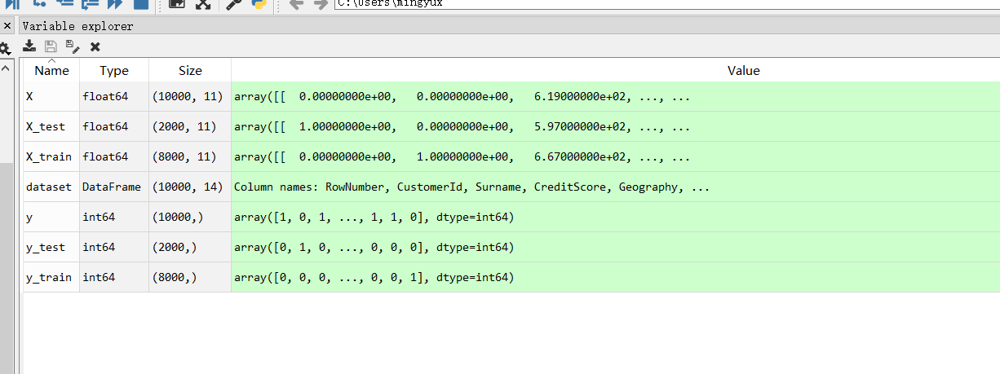 C:\Users\mingyux
Variable explorer
Name Type Size Value
X float64 (10000, 11) array([[ 0.00000000e+00, 0.00000000e+00, 6.19000000e+02, ..., ...
X_test float64 (2000, 11) array([[ 1.00000000e+00, 0.00000000e+00, 5.97000000e+02, ..., ...
X_train float64 (8000, 11) array([[ 0.00000000e+00, 1.00000000e+00, 6.67000000e+02, ..., ...
dataset DataFrame (10000, 14) Column names: RowNumber, CustomerId, Surname, CreditScore, Geography, ...
y int64 (10000,) array([1, 0, 1, ..., 1, 1, 0], dtype=int64)
y_test int64 (2000,) array([0, 1, 0, ..., 0, 0, 0], dtype=int64)
y_train int64 (8000,) array([0, 0, 0, ..., 0, 0, 1], dtype=int64)